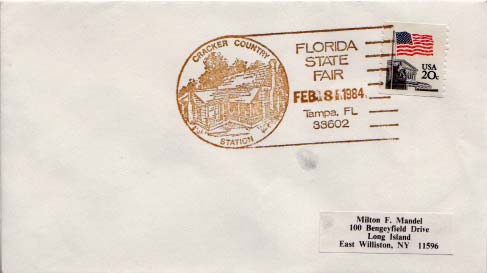 CRACKER COUNTRY
STATION
FLORIDA
STATE
FAIR
FEB 18 1984
Tampa, FL
33602
USA
20c
Milton F. Mandel
100 Bengeyfield Drive
Long Island
East Williston, NY 11596